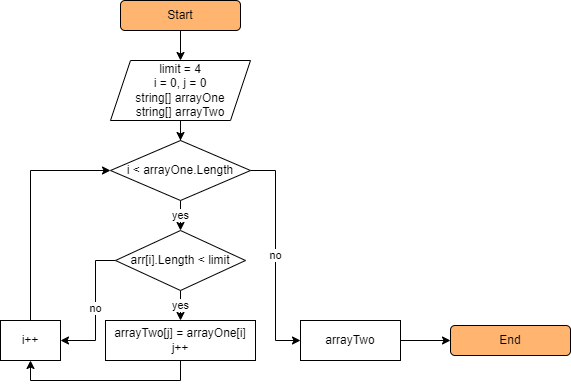 Start
limit = 4
i = 0, j = 0
string[] arrayOne
string[] arrayTwo
i < arrayOne.Length
yes
arr[i].Length < limit
no
no
yes
i++
arrayTwo[j] = arrayOne[i]
j++
arrayTwo
End